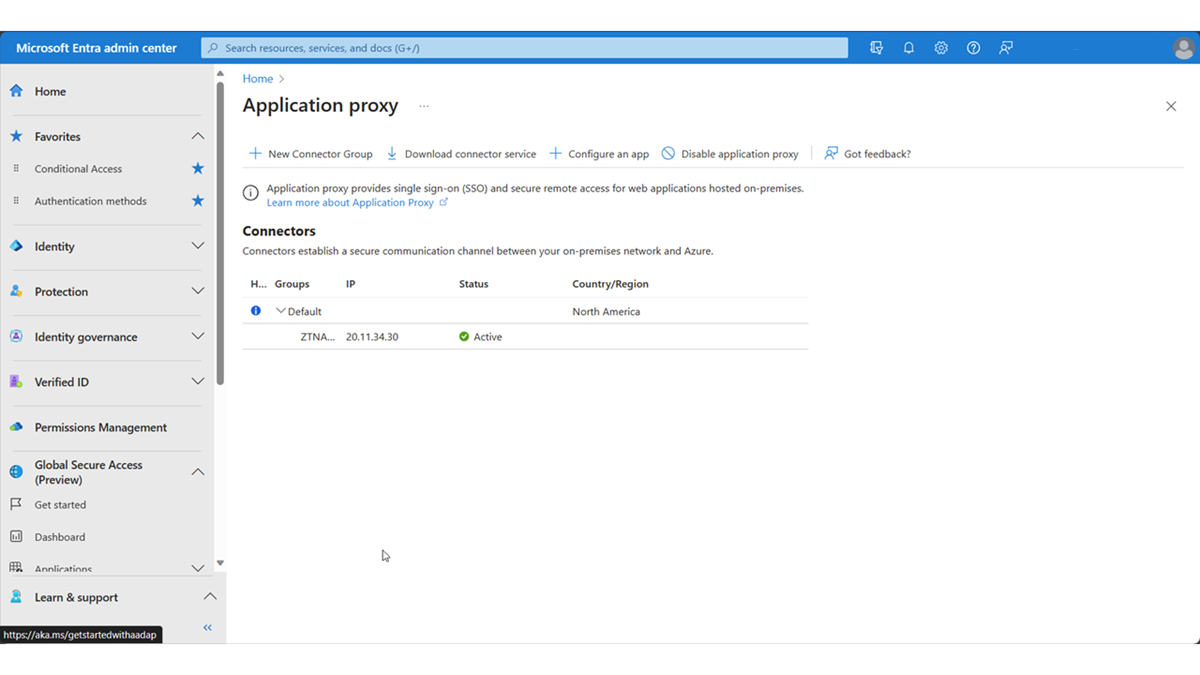 Microsoft Entra admin center
Search resources, services, and docs (G+/)
Home
Favorites
Conditional Access
Authentication methods
Identity
Protection
Identity governance
Verified ID
Permissions Management
Global Secure Access
(Preview)
Get started
Dashboard
Applications
Learn & support
https://aka.ms/getstartedwithaadap
Home
Application proxy ...
New Connector Group Download connector service Configure an app Disable application proxy Got feedback?
Application proxy provides single sign-on (SSO) and secure remote access for web applications hosted on-premises.
Learn more about Application Proxy
Connectors
Connectors establish a secure communication channel between your on-premises network and Azure.
H... Groups IP Status Country/Region
Default North America
ZTNA... 20.11.34.30 Active